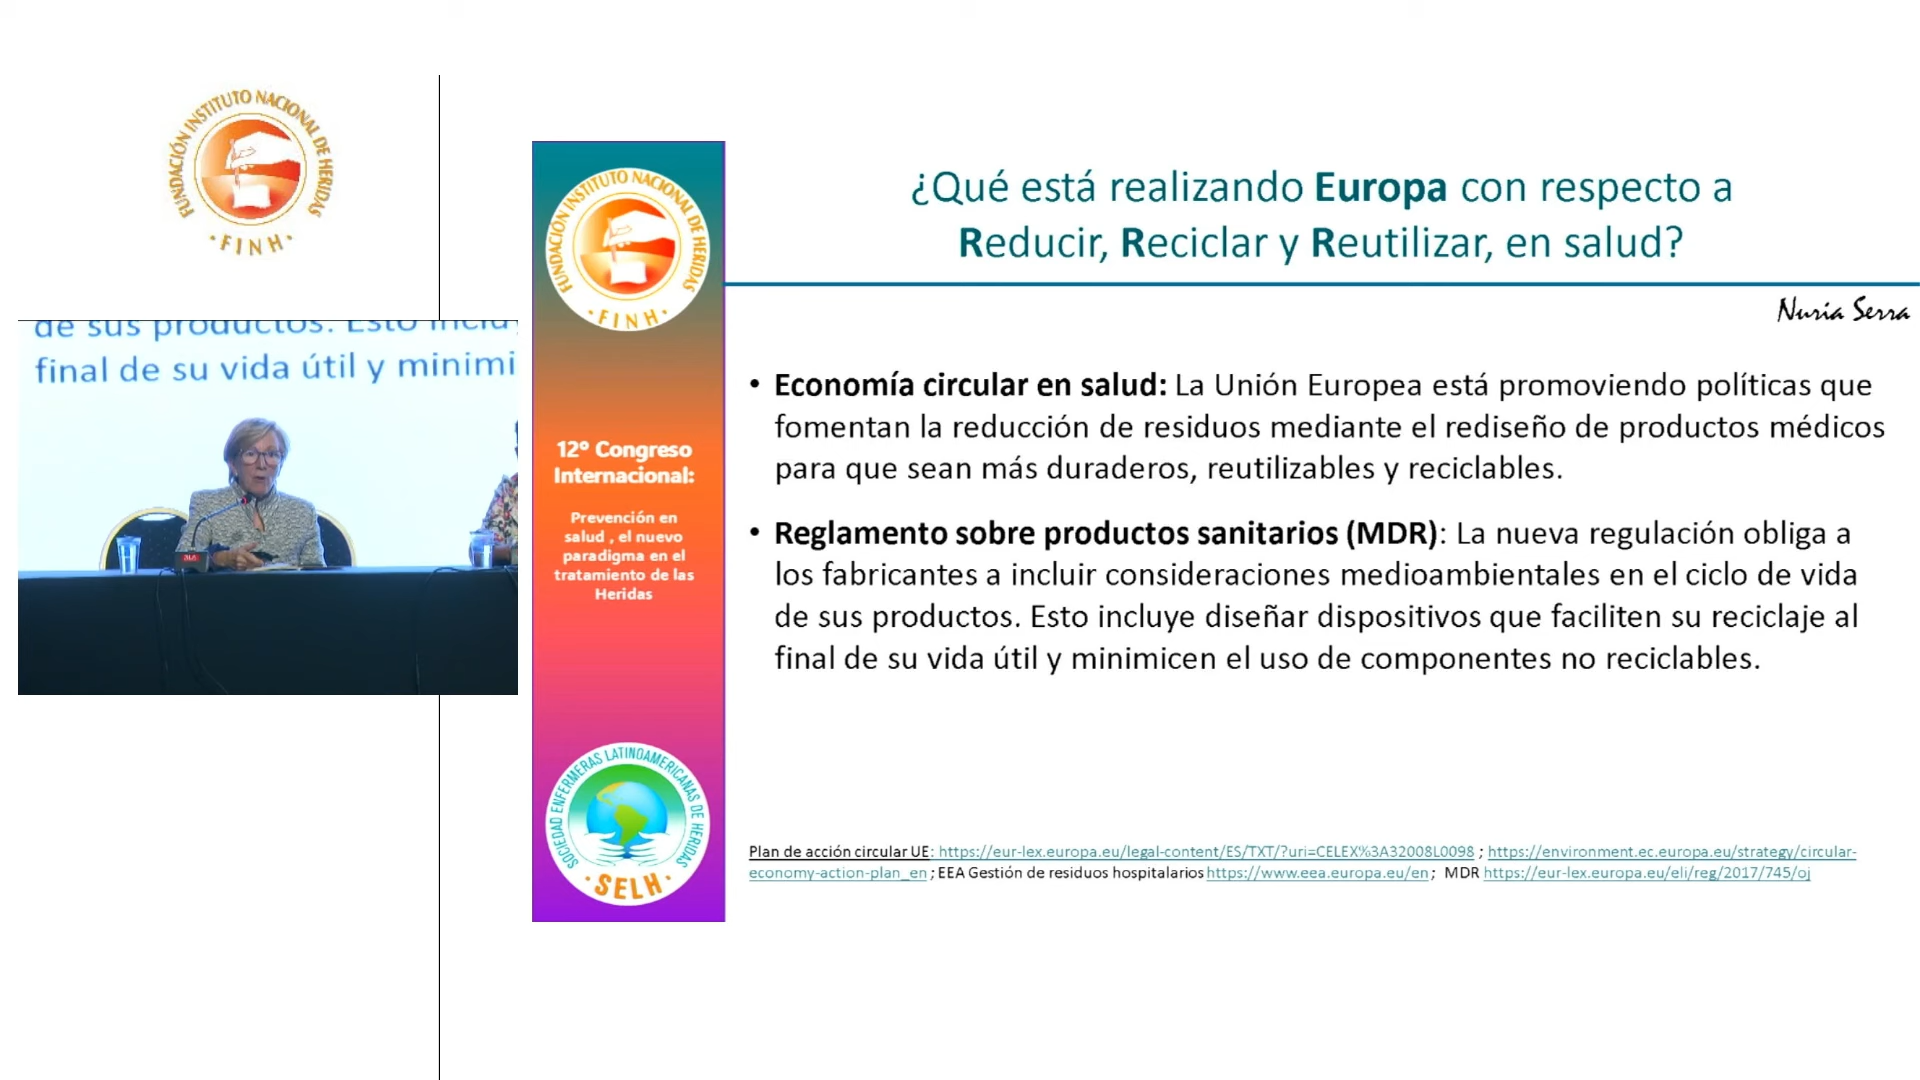 FUNDACIÓN INSTITUTO NACIONAL DE HERIDAS
·FINH·
de sus productos. Esto inclu
final de su vida útil y minimi
FUNDACIÓN INSTITUTO NACIONAL DE HERIDAS
·FINH·
12º Congreso
Internacional:
Prevención en
salud , el nuevo
paradigma en el
tratamiento de las
Heridas
SOCIEDAD ENFERMERAS LATINOAMERICANAS DE HERIDAS
·SELH·
¿Qué está realizando Europa con respecto a
Reducir, Reciclar y Reutilizar, en salud?
Nuria Serra
• Economía circular en salud: La Unión Europea está promoviendo políticas que
fomentan la reducción de residuos mediante el rediseño de productos médicos
para que sean más duraderos, reutilizables y reciclables.
• Reglamento sobre productos sanitarios (MDR): La nueva regulación obliga a
los fabricantes a incluir consideraciones medioambientales en el ciclo de vida
de sus productos. Esto incluye diseñar dispositivos que faciliten su reciclaje al
final de su vida útil y minimicen el uso de componentes no reciclables.
Plan de acción circular UE: https://eur-lex.europa.eu/legal-content/ES/TXT/?uri=CELEX%3A32008L0098 ; https://environment.ec.europa.eu/strategy/circular-
economy-action-plan_en ; EEA Gestión de residuos hospitalarios https://www.eea.europa.eu/en ; MDR https://eur-lex.europa.eu/eli/reg/2017/745/oj